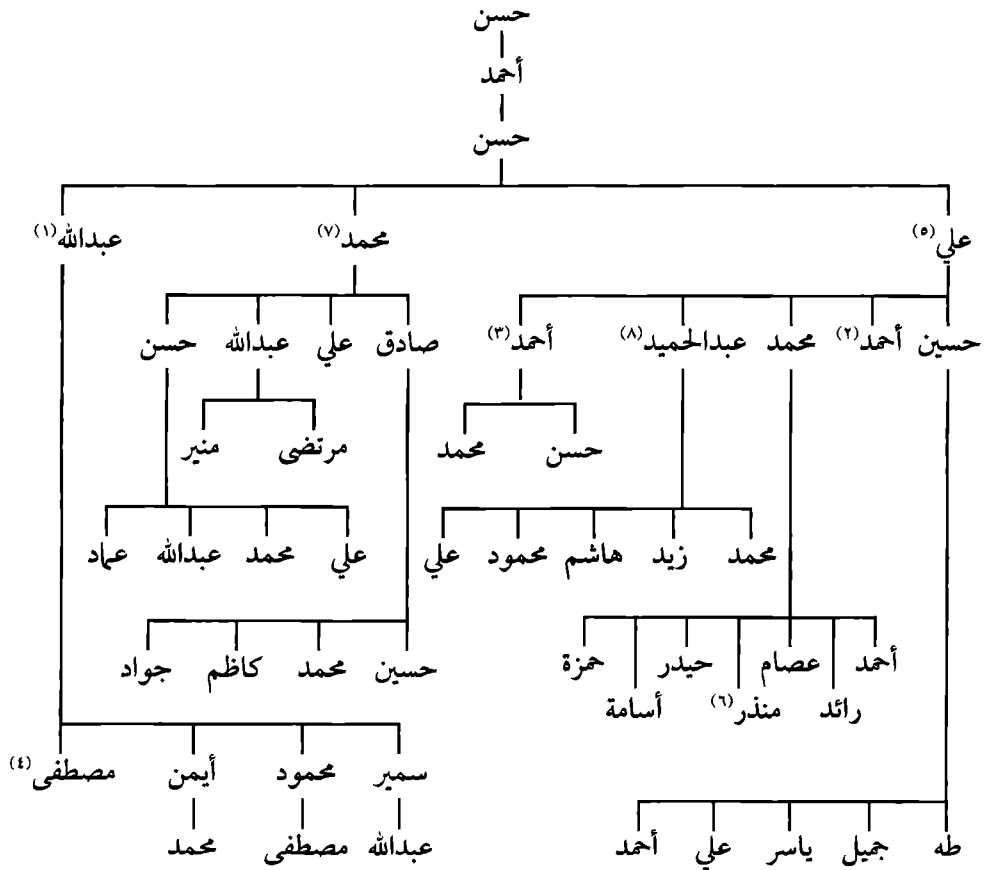 حسن
أحمد
حسن
علي(٥) محمد(٧) عبدالله(١)
حسين أحمد(٢) محمد عبدالحميد(٨) أحمد(٣) صادق علي عبدالله حسن
حسن محمد مرتضى منير
محمد زيد هاشم محمود علي علي محمد عبدالله عماد
أحمد عصام حيدر حمزة حسين محمد كاظم جواد
رائد منذر(٦) أسامة
سمير محمود أيمن مصطفى(٤)
طه جميل ياسر علي أحمد عبدالله مصطفى محمد